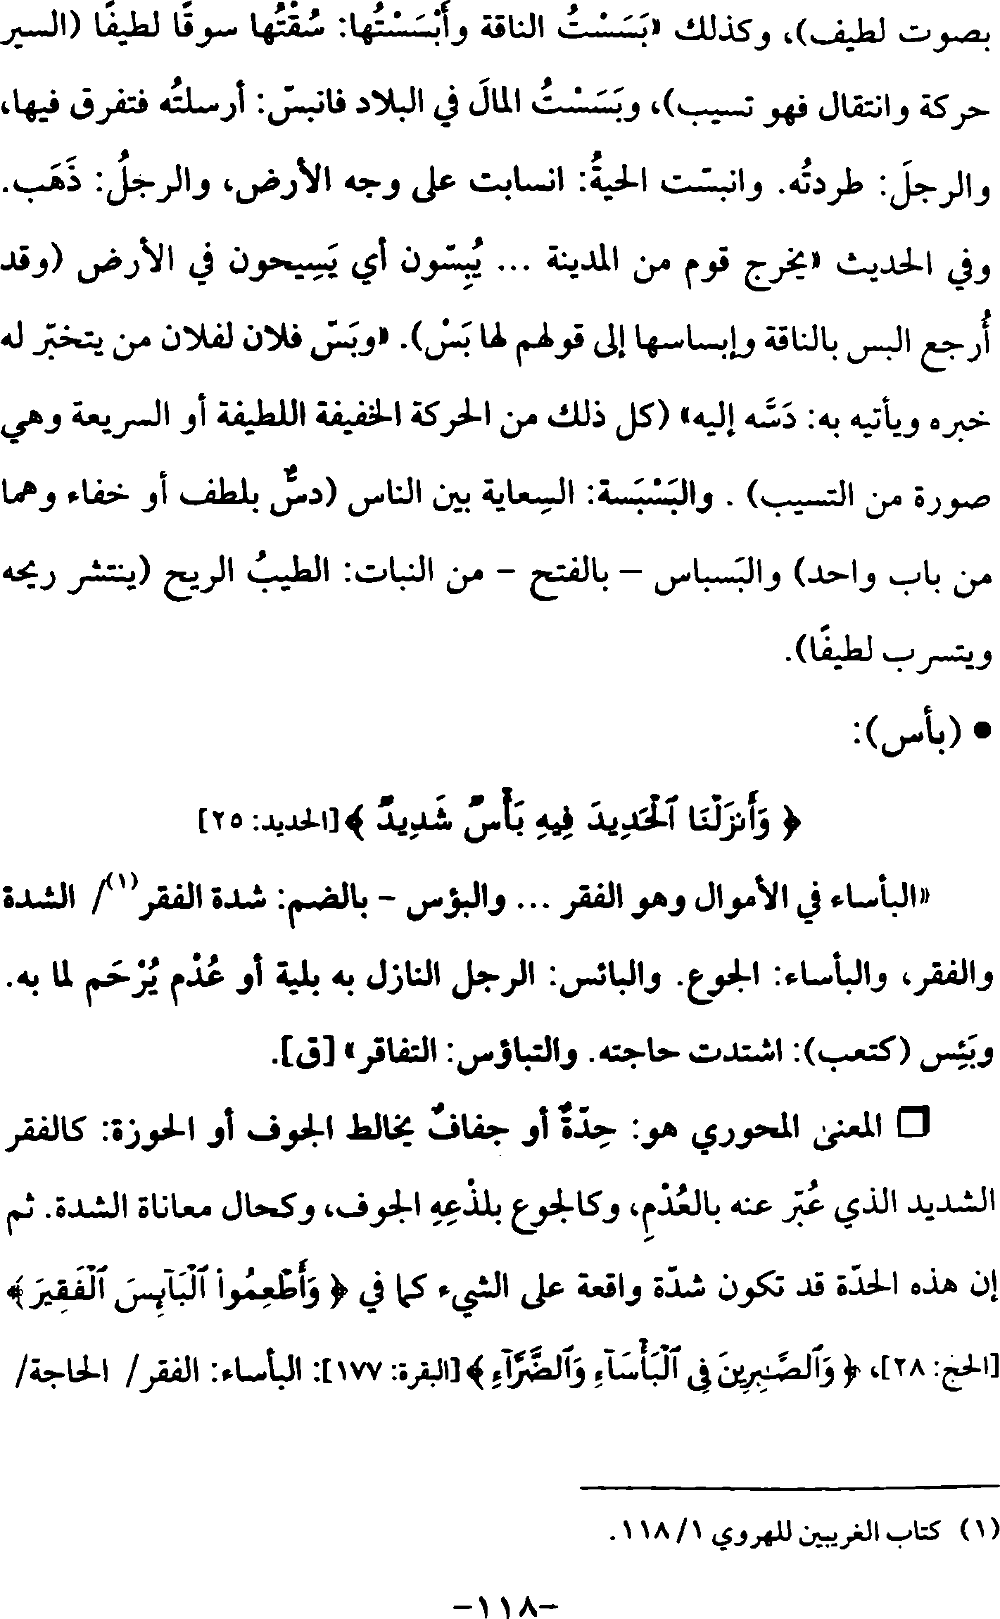 بصوت لطيف)، وكذلك «بَسَسْتُ الناقة وأَبْسَسْتُها: سُقْتُها سوقًا لطيفًا (السير
حركة وانتقال فهو تسيب)، وبَسَسْتُ المالَ في البلاد فانبسّ: أرسلتُه فتفرق فيها،
والرجلَ: طردتُه. وانبسّت الحيةُ: انسابت على وجه الأرض، والرجلُ: ذَهَب.
وفي الحديث «يخرج قوم من المدينة ... يُبِسّون أي يَسِيحون في الأرض (وقد
أُرجع البس بالناقة وإبساسها إلى قولهم لها بَسْ). «وبَسّ فلان لفلان من يتخبّر له
خبره ويأتيه به: دَسَّه إليه» (كل ذلك من الحركة الخفيفة اللطيفة أو السريعة وهي
صورة من التسيب) . والبَسْبَسة: السِعاية بين الناس (دسٌّ بلطف أو خفاء وهما
من باب واحد) والبَسباس – بالفتح - من النبات: الطيبُ الريح (ينتشر ريحه
ويتسرب لطيفًا).
• (بأس):
﴿ وَأَنزَلْنَا ٱلْحَدِيدَ فِيهِ بَأْسٌ شَدِيدٌ ﴾ [الحديد: ٢٥]
«البأساء في الأموال وهو الفقر ... والبؤس - بالضم: شدة الفقر(١)/ الشدة
والفقر، والبأساء: الجوع. والبائس: الرجل النازل به بلية أو عُدْم يُرْحَم لما به.
وبَئِس (كتعب): اشتدت حاجته. والتباؤس: التفاقر» [ق].
❒ المعنى المحوري هو: حِدّةٌ أو جفافٌ يخالط الجوف أو الحوزة: كالفقر
الشديد الذي عُبّر عنه بالعُدْمِ، وكالجوع بلذْعِهِ الجوف، وكحال معاناة الشدة. ثم
إن هذه الحدّة قد تكون شدّة واقعة على الشيء كما في ﴿ وَأَطْعِمُوا۟ ٱلْبَآئِسَ ٱلْفَقِيرَ ﴾
[الحج: ٢٨]، ﴿ وَٱلصَّٰبِرِينَ فِى ٱلْبَأْسَآءِ وَٱلضَّرَّآءِ ﴾ [البقرة: ١٧٧]: البأساء: الفقر/ الحاجة/
(١) كتاب الغريبين للهروي ١/ ١١٨.
-١١٨-